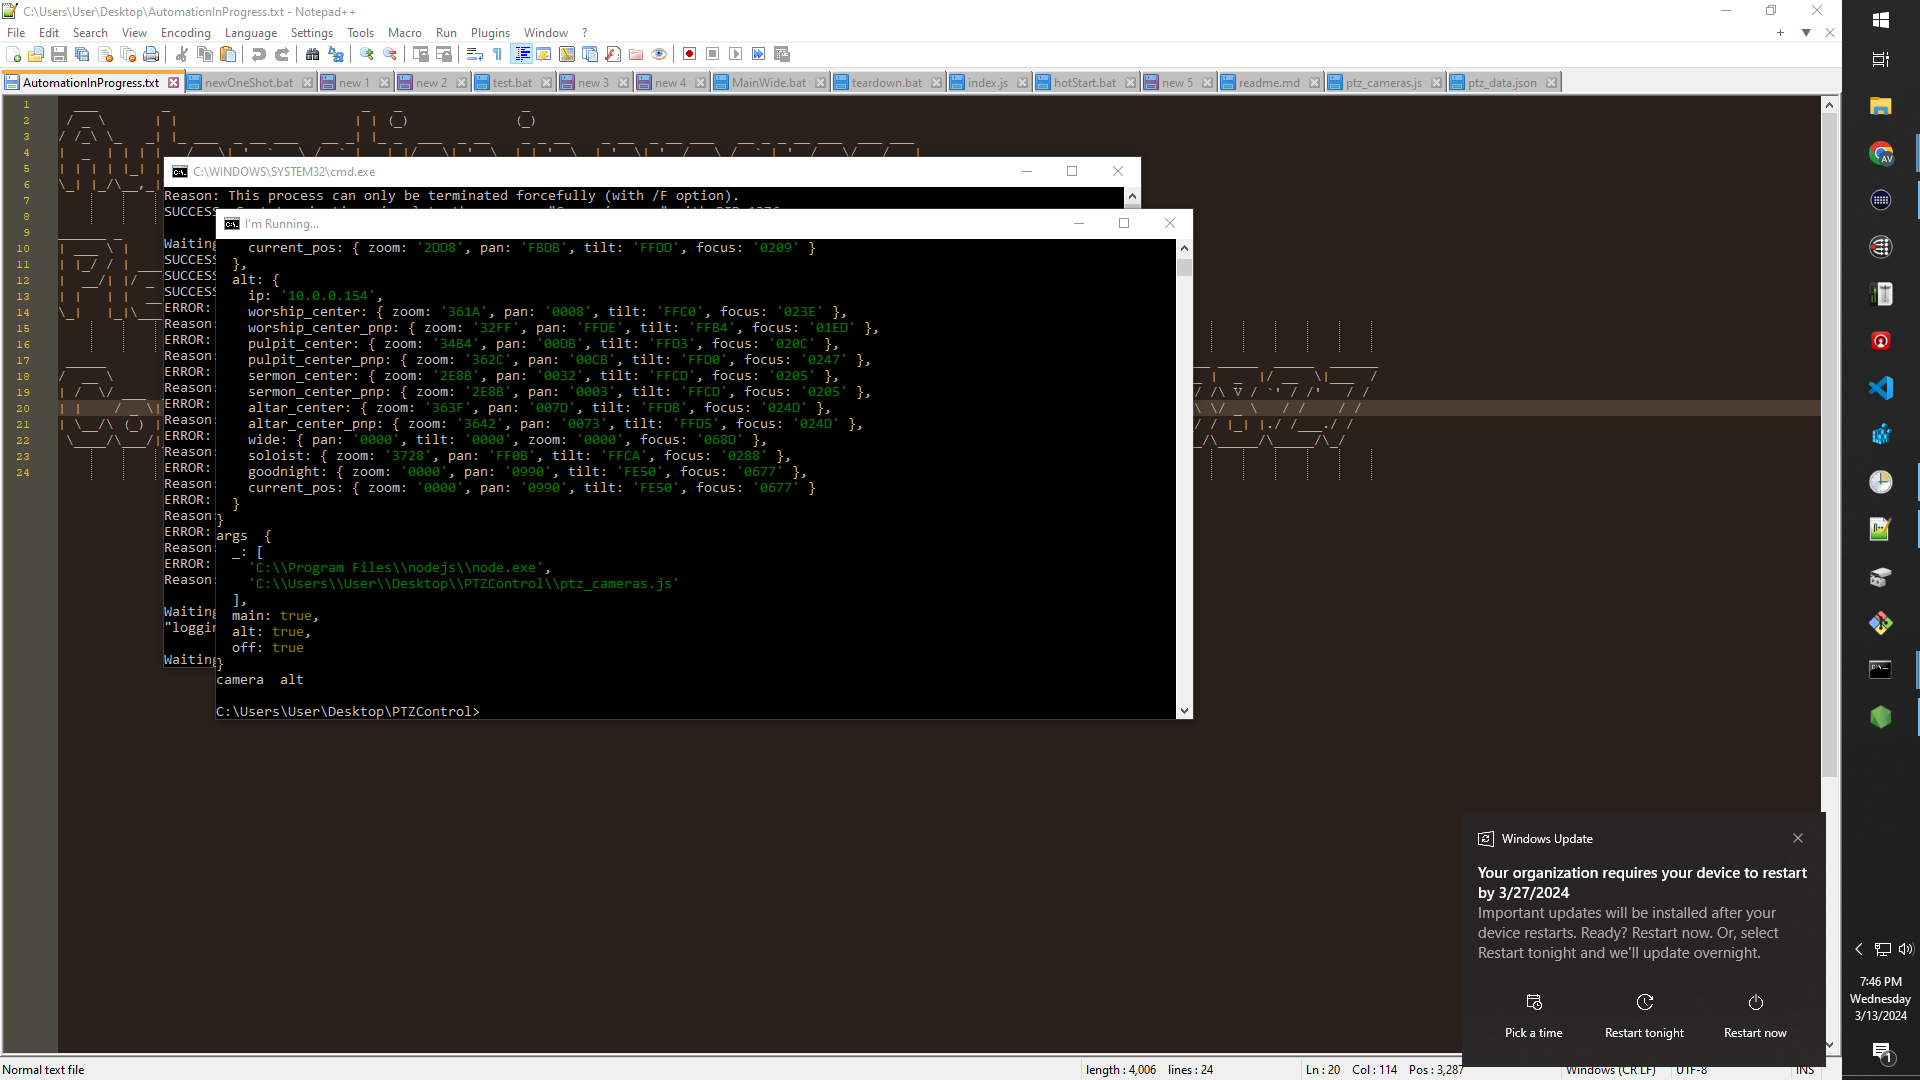 C:\Users\User\Desktop\AutomationInProgress.txt - Notepad++
File Edit Search View Encoding Language Settings Tools Macro Run Plugins Window ?
AutomationInProgress.txt newOneShot.bat new 1 new 2 test.bat new 3 new 4 MainWide.bat teardown.bat index.js hotStart.bat new 5 readme.md ptz_cameras.js ptz_data.json
1
2
3
4
5
6
7
8
9
10
11
12
13
14
15
16
17
18
19
20
21
22
23
24
C:\WINDOWS\SYSTEM32\cmd.exe
Reason: This process can only be terminated forcefully (with /F option).
SUCCESS
Waiting
SUCCESS
SUCCESS
SUCCESS
ERROR:
Reason:
ERROR:
Reason:
ERROR:
Reason:
ERROR:
Reason:
ERROR:
Reason:
ERROR:
Reason:
ERROR:
Reason:
ERROR:
Reason:
ERROR:
Reason:
Waiting
"loggin
Waiting
I'm Running...
current_pos: { zoom: '2DD8', pan: 'FBDB', tilt: 'FFDD', focus: '0209' }
},
alt: {
ip: '10.0.0.154',
worship_center: { zoom: '361A', pan: '0008', tilt: 'FFC0', focus: '023E' },
worship_center_pnp: { zoom: '32FF', pan: 'FFDE', tilt: 'FFB4', focus: '01ED' },
pulpit_center: { zoom: '34B4', pan: '00DB', tilt: 'FFD3', focus: '020C' },
pulpit_center_pnp: { zoom: '362C', pan: '00CB', tilt: 'FFD0', focus: '0247' },
sermon_center: { zoom: '2E8B', pan: '0032', tilt: 'FFCD', focus: '0205' },
sermon_center_pnp: { zoom: '2E8B', pan: '0003', tilt: 'FFCD', focus: '0205' },
altar_center: { zoom: '363F', pan: '007D', tilt: 'FFDB', focus: '024D' },
altar_center_pnp: { zoom: '3642', pan: '0073', tilt: 'FFD5', focus: '024D' },
wide: { pan: '0000', tilt: '0000', zoom: '0000', focus: '068D' },
soloist: { zoom: '3728', pan: 'FF0B', tilt: 'FFCA', focus: '0288' },
goodnight: { zoom: '0000', pan: '0990', tilt: 'FE50', focus: '0677' },
current_pos: { zoom: '0000', pan: '0990', tilt: 'FE50', focus: '0677' }
}
}
args {
_: [
'C:\\Program Files\\nodejs\\node.exe',
'C:\\Users\\User\\Desktop\\PTZControl\\ptz_cameras.js'
],
main: true,
alt: true,
off: true
}
camera alt
C:\Users\User\Desktop\PTZControl>
Windows Update
Your organization requires your device to restart
by 3/27/2024
Important updates will be installed after your
device restarts. Ready? Restart now. Or, select
Restart tonight and we'll update overnight.
Pick a time Restart tonight Restart now
AV
7:46 PM
Wednesday
3/13/2024
1
Normal text file length : 4,006 lines : 24 Ln : 20 Col : 114 Pos : 3,287 Windows (CR LF) UTF-8 INS